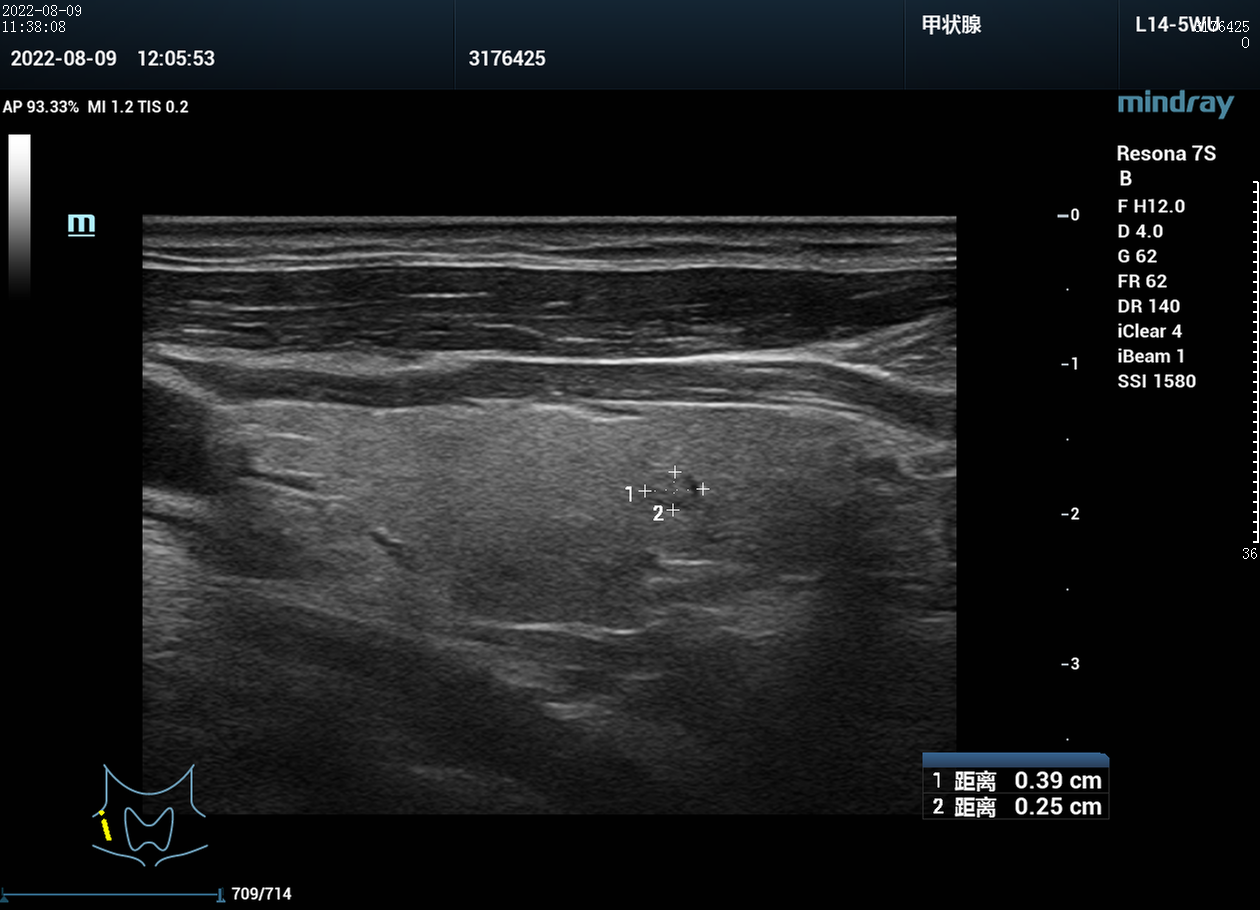 2022-08-09
11:38:08
2022-08-09 12:05:53
3176425
甲状腺
L14-5WU
3176425
0
AP 93.33% MI 1.2 TIS 0.2
mindray
Resona 7S
B
F H12.0
D 4.0
G 62
FR 62
DR 140
iClear 4
iBeam 1
SSI 1580
m
0
-1
-2
-3
36
1
2
1 距离 0.39 cm
2 距离 0.25 cm
709/714